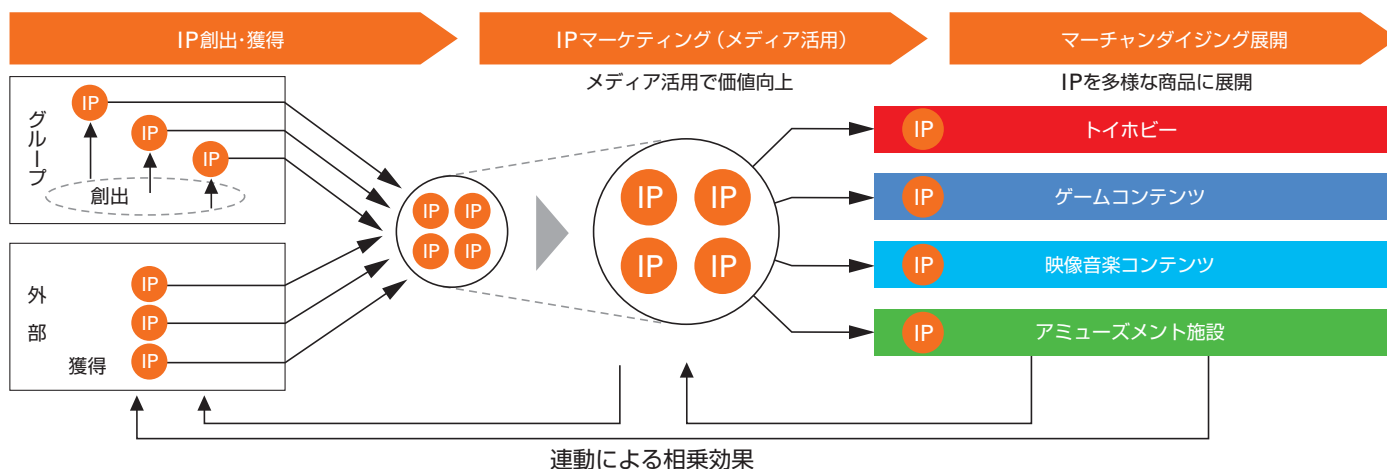 IP創出・獲得
IPマーケティング（メディア活用）
マーチャンダイジング展開
メディア活用で価値向上
IPを多様な商品に展開
グループ
IP
IP
IP
創出
外部
IP
IP
IP
獲得
IP IP
IP IP
IP IP
IP IP
IP トイホビー
IP ゲームコンテンツ
IP 映像音楽コンテンツ
IP アミューズメント施設
連動による相乗効果